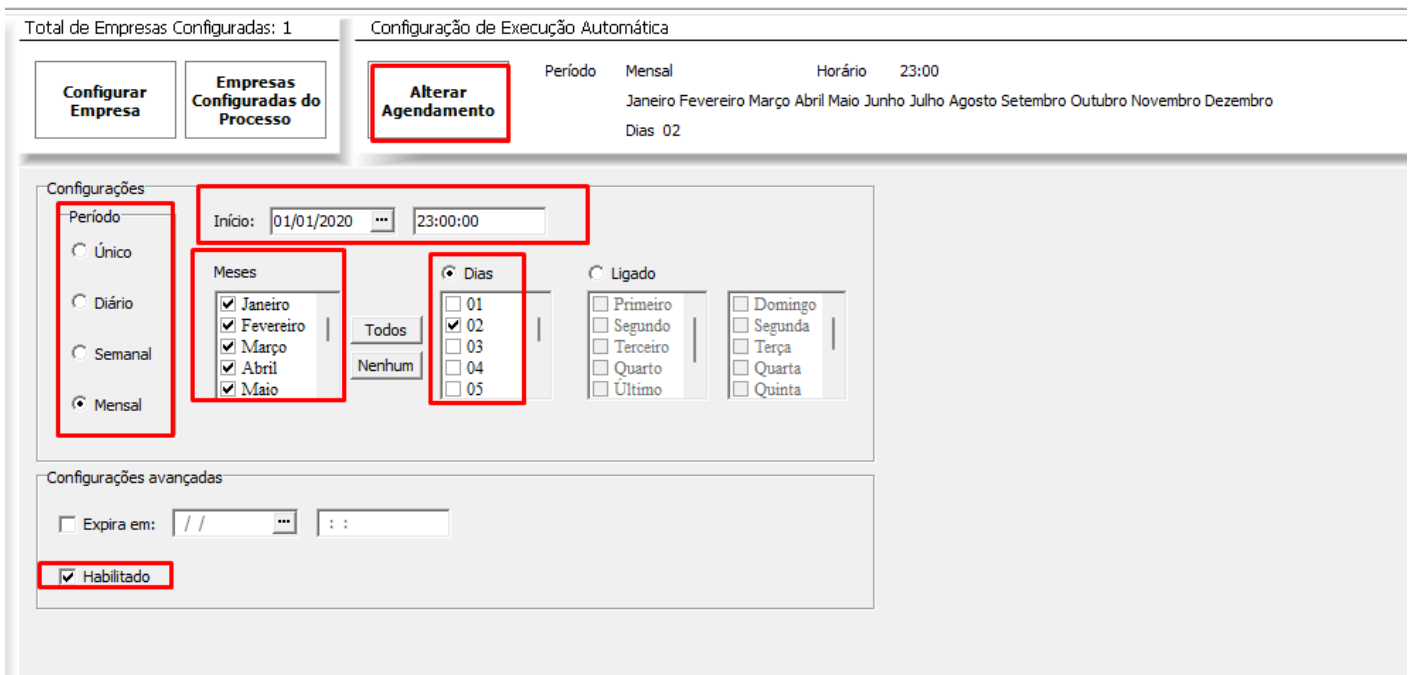 Total de Empresas Configuradas: 1
Configuração de Execução Automática
Configurar
Empresa
Empresas
Configuradas do
Processo
Alterar
Agendamento
Período Mensal Horário 23:00
Janeiro Fevereiro Março Abril Maio Junho Julho Agosto Setembro Outubro Novembro Dezembro
Dias 02
Configurações
Período
Único
Diário
Semanal
Mensal
Início: 01/01/2020 ... 23:00:00
Meses
Janeiro
Fevereiro
Março
Abril
Maio
Todos
Nenhum
Dias
01
02
03
04
05
Ligado
Primeiro
Segundo
Terceiro
Quarto
Último
Domingo
Segunda
Terça
Quarta
Quinta
Configurações avançadas
Expira em: / / ... : :
Habilitado